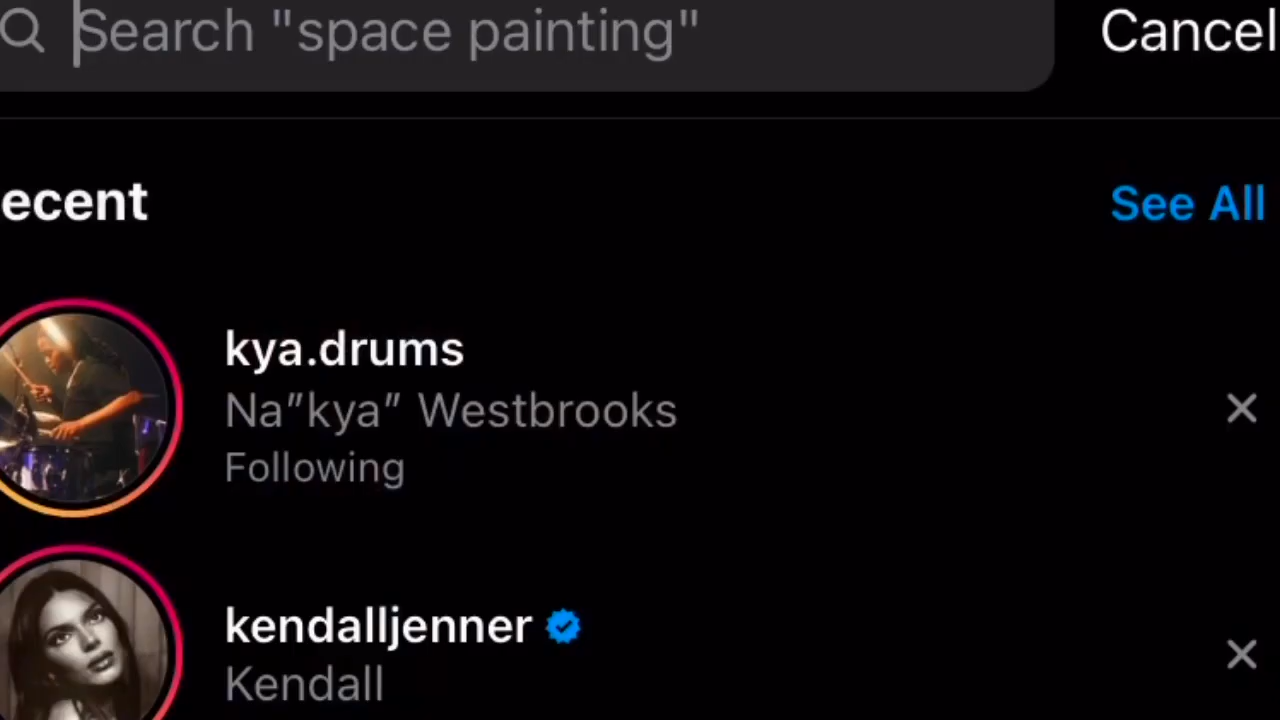 Search "space painting"
Cancel
ecent
See All
kya.drums
Na”kya” Westbrooks
Following
kendalljenner
Kendall